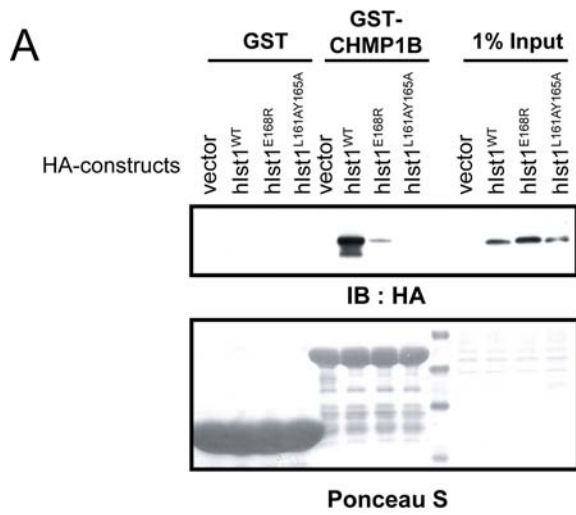 A
GST
GST-
CHMP1B
1% Input
HA-constructs
vector
hIst1WT
hIst1E168R
hIst1L161AY165A
vector
hIst1WT
hIst1E168R
hIst1L161AY165A
vector
hIst1WT
hIst1E168R
hIst1L161AY165A
IB : HA
Ponceau S